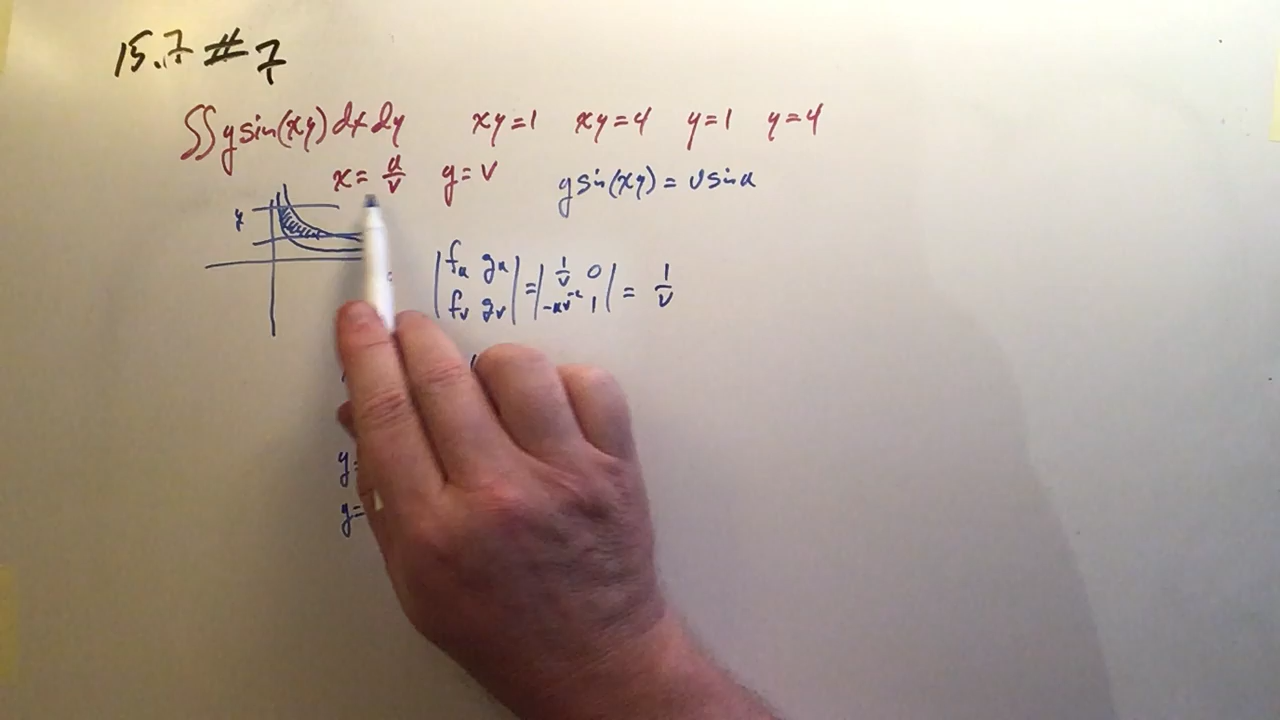 15.7 #7
∬ y sin(xy) dx dy xy=1 xy=4 y=1 y=4
x= u/v y=v y sin(xy) = v sin u
y
| fu gu | = | 1/v 0 | = 1/v
| fv gv | | -uv⁻² 1 |
y=
y=